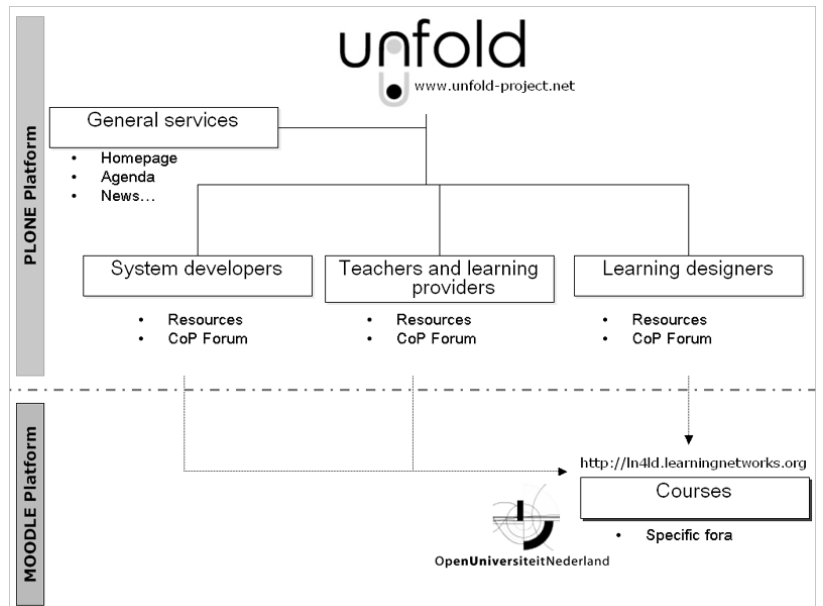 unfold
www.unfold-project.net
PLONE Platform
General services
• Homepage
• Agenda
• News...
System developers
• Resources
• CoP Forum
Teachers and learning
providers
• Resources
• CoP Forum
Learning designers
• Resources
• CoP Forum
MOODLE Platform
http://ln4ld.learningnetworks.org
Courses
• Specific fora
OpenUniversiteitNederland